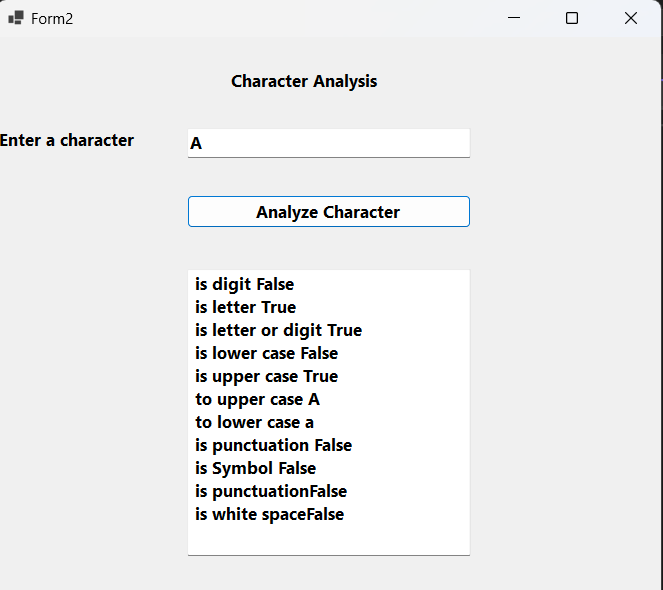 Form2
Character Analysis
Enter a character
A
Analyze Character
is digit False
is letter True
is letter or digit True
is lower case False
is upper case True
to upper case A
to lower case a
is punctuation False
is Symbol False
is punctuationFalse
is white spaceFalse